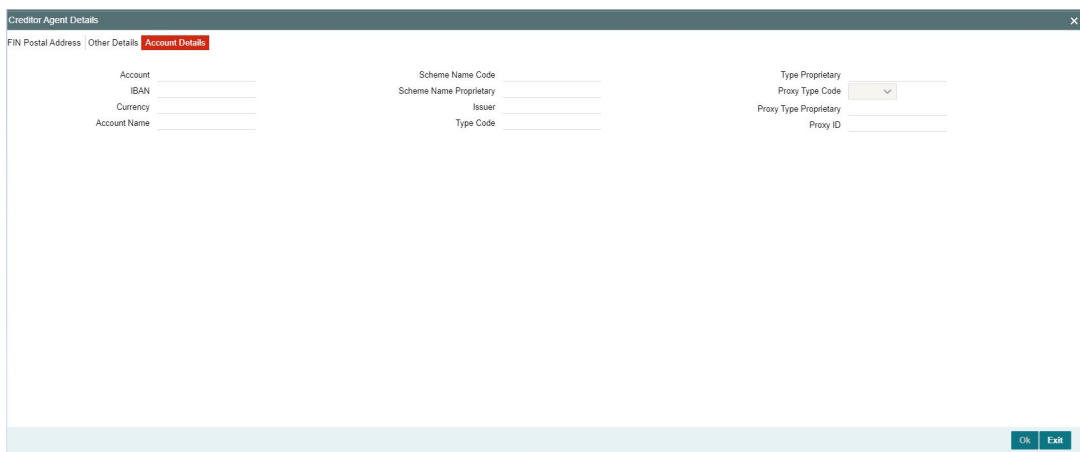 Creditor Agent Details
FIN Postal Address Other Details Account Details
Account Scheme Name Code Type Proprietary
IBAN Scheme Name Proprietary Proxy Type Code
Currency Issuer Proxy Type Proprietary
Account Name Type Code Proxy ID
Ok Exit